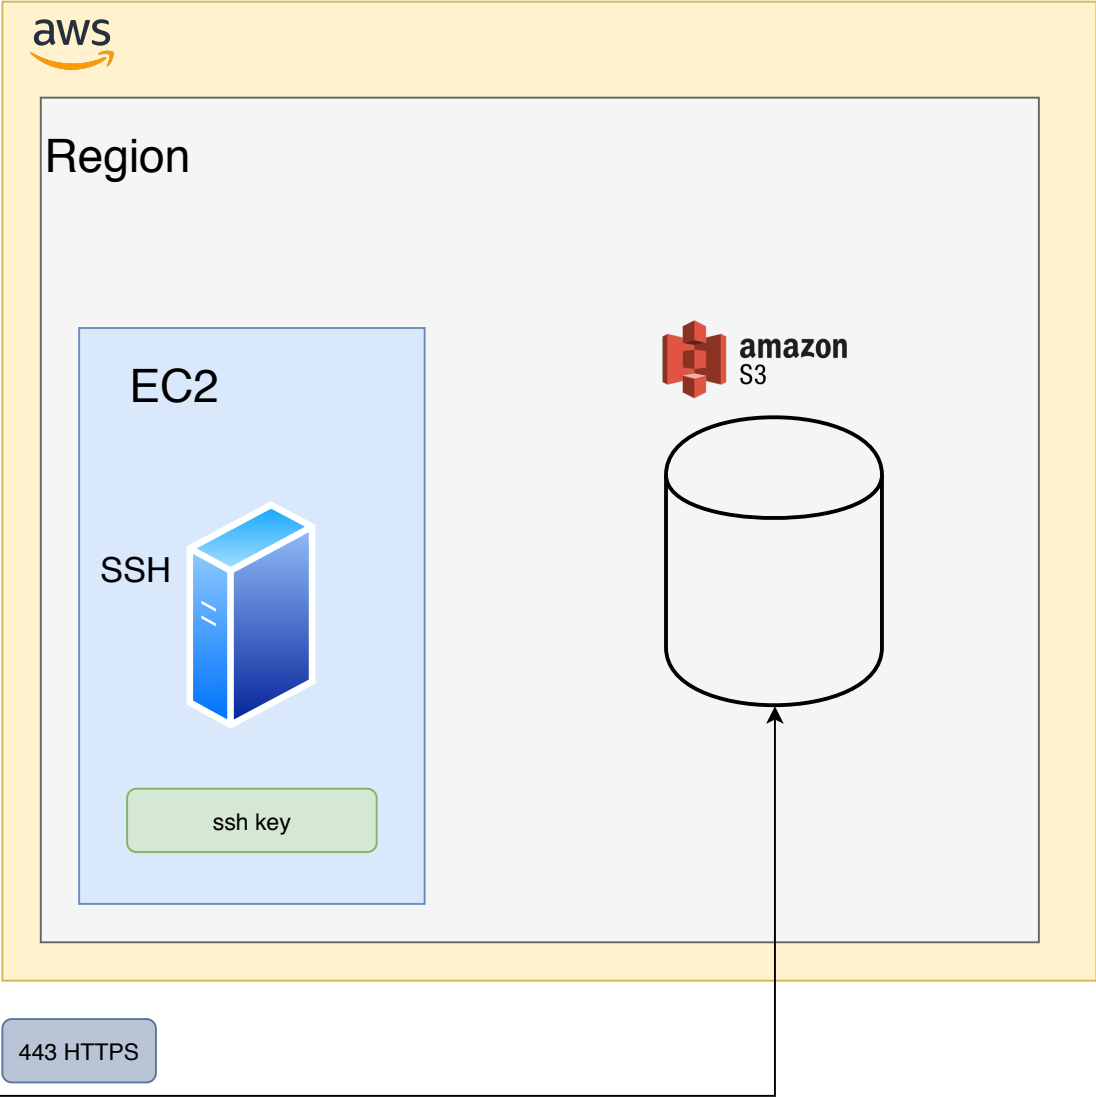 aws
Region
EC2
amazon
S3
SSH
ssh key
443 HTTPS